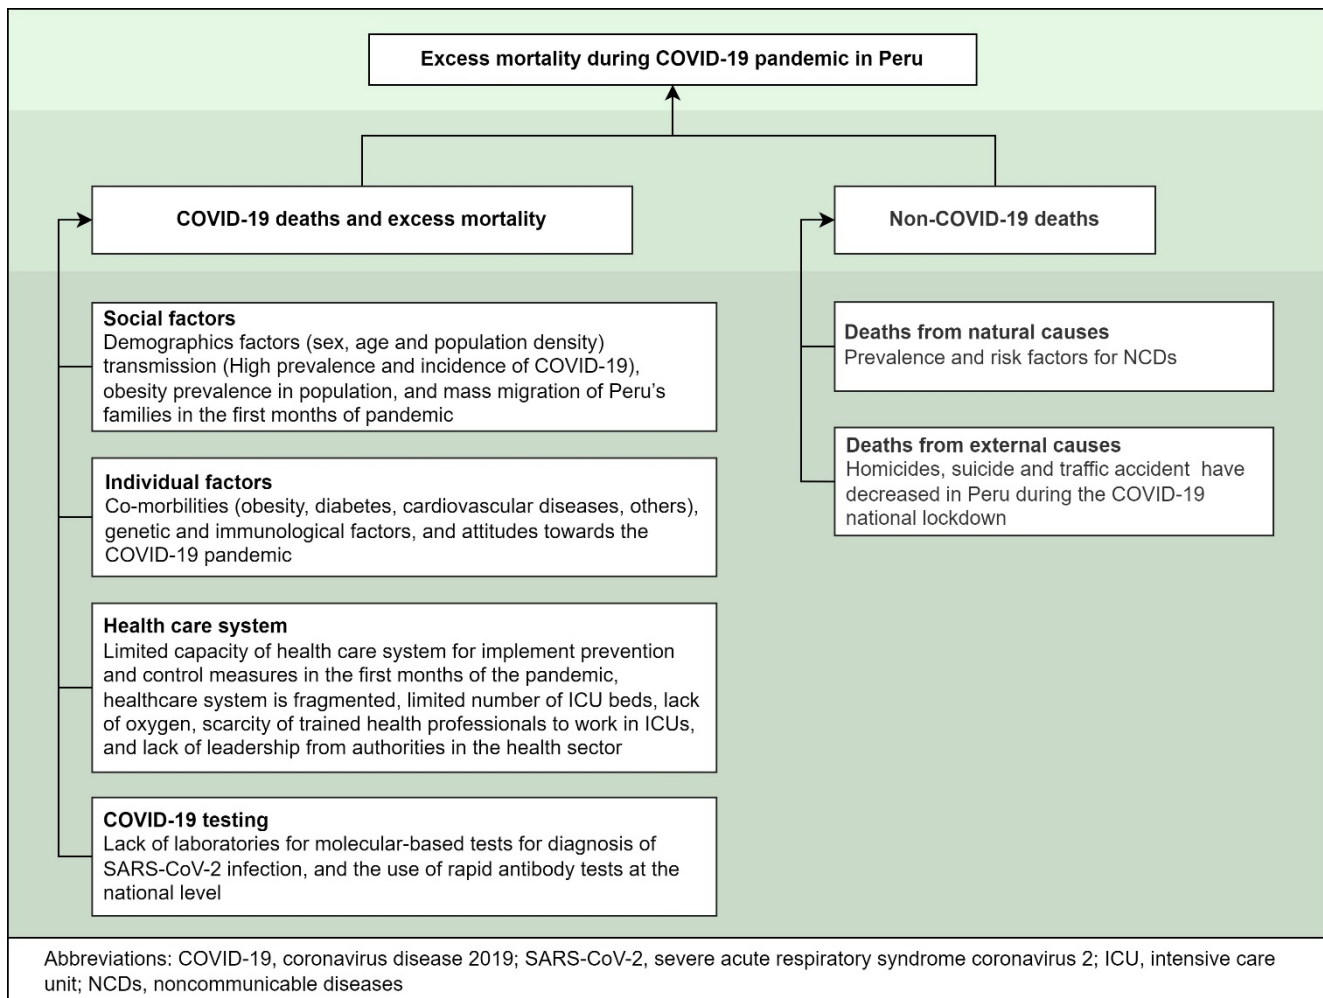 Excess mortality during COVID-19 pandemic in Peru
COVID-19 deaths and excess mortality
Non-COVID-19 deaths
Social factors
Demographics factors (sex, age and population density)
transmission (High prevalence and incidence of COVID-19),
obesity prevalence in population, and mass migration of Peru's
families in the first months of pandemic
Individual factors
Co-morbilities (obesity, diabetes, cardiovascular diseases, others),
genetic and immunological factors, and attitudes towards the
COVID-19 pandemic
Health care system
Limited capacity of health care system for implement prevention
and control measures in the first months of the pandemic,
healthcare system is fragmented, limited number of ICU beds, lack
of oxygen, scarcity of trained health professionals to work in ICUs,
and lack of leadership from authorities in the health sector
COVID-19 testing
Lack of laboratories for molecular-based tests for diagnosis of
SARS-CoV-2 infection, and the use of rapid antibody tests at the
national level
Deaths from natural causes
Prevalence and risk factors for NCDs
Deaths from external causes
Homicides, suicide and traffic accident have
decreased in Peru during the COVID-19
national lockdown
Abbreviations: COVID-19, coronavirus disease 2019; SARS-CoV-2, severe acute respiratory syndrome coronavirus 2; ICU, intensive care
unit; NCDs, noncommunicable diseases